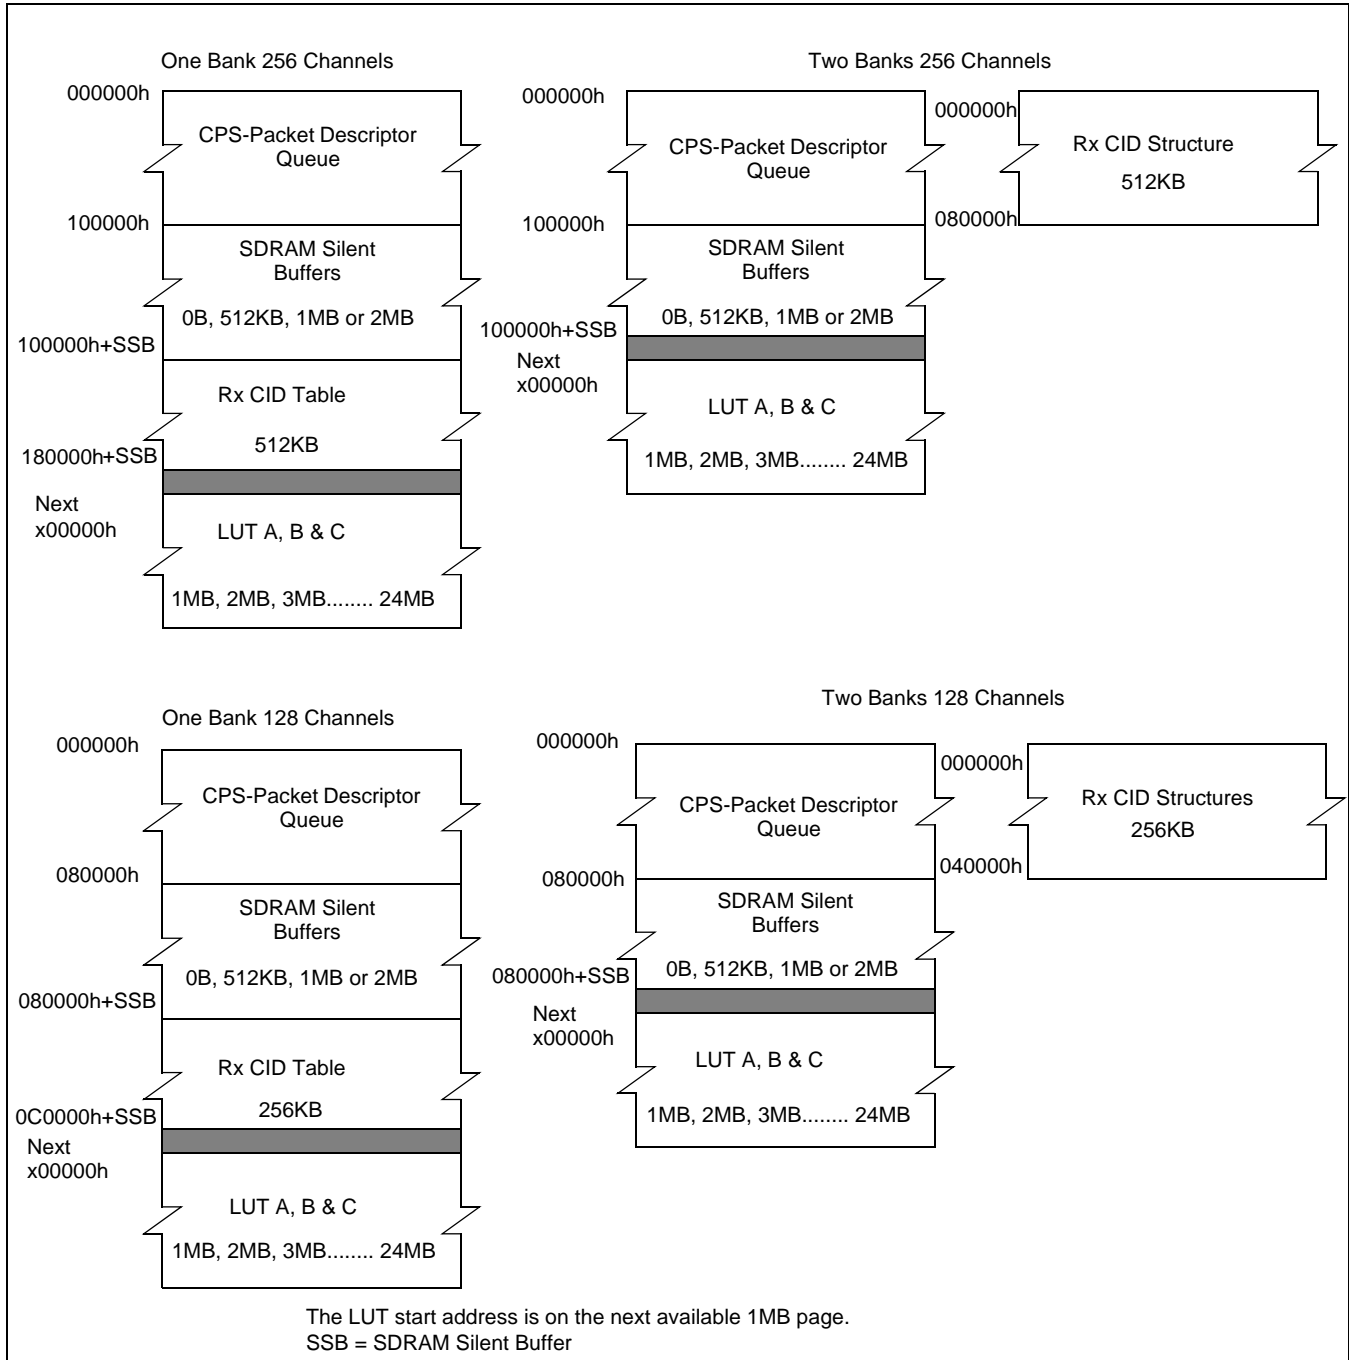 One Bank 256 Channels
000000h
CPS-Packet Descriptor
Queue
100000h
SDRAM Silent
Buffers
0B, 512KB, 1MB or 2MB
100000h+SSB
Rx CID Table
512KB
180000h+SSB
Next
x00000h
LUT A, B & C
1MB, 2MB, 3MB........ 24MB
Two Banks 256 Channels
000000h
CPS-Packet Descriptor
Queue
100000h
SDRAM Silent
Buffers
0B, 512KB, 1MB or 2MB
100000h+SSB
Next
x00000h
LUT A, B & C
1MB, 2MB, 3MB........ 24MB
000000h
Rx CID Structure
512KB
080000h
One Bank 128 Channels
000000h
CPS-Packet Descriptor
Queue
080000h
SDRAM Silent
Buffers
0B, 512KB, 1MB or 2MB
080000h+SSB
Rx CID Table
256KB
0C0000h+SSB
Next
x00000h
LUT A, B & C
1MB, 2MB, 3MB........ 24MB
Two Banks 128 Channels
000000h
CPS-Packet Descriptor
Queue
080000h
SDRAM Silent
Buffers
0B, 512KB, 1MB or 2MB
080000h+SSB
Next
x00000h
LUT A, B & C
1MB, 2MB, 3MB........ 24MB
000000h
Rx CID Structures
256KB
040000h
The LUT start address is on the next available 1MB page.
SSB = SDRAM Silent Buffer